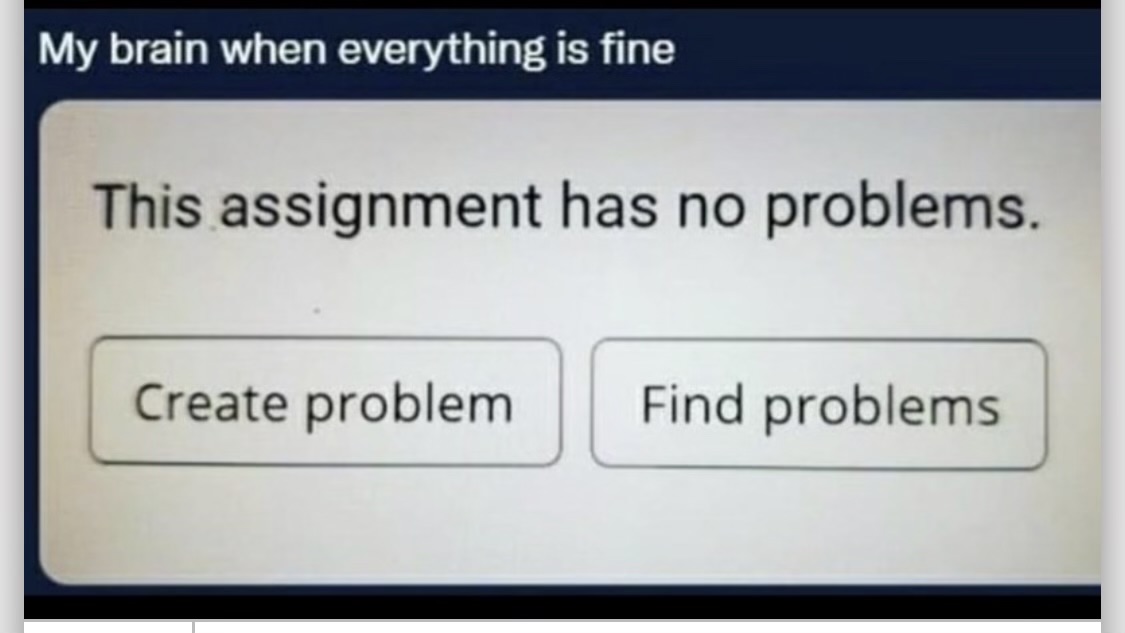 My brain when everything is fine
This assignment has no problems.
Create problem
Find problems